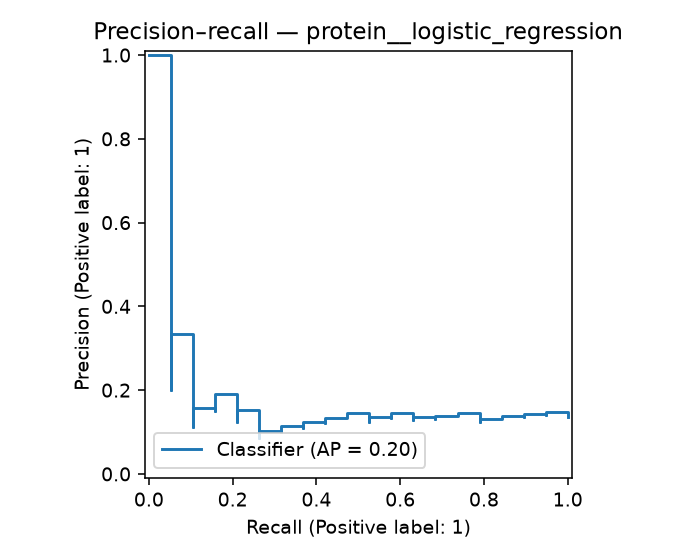 Precision–recall — protein__logistic_regression
Precision (Positive label: 1)
1.0
0.8
0.6
0.4
0.2
0.0
Classifier (AP = 0.20)
0.0 0.2 0.4 0.6 0.8 1.0
Recall (Positive label: 1)